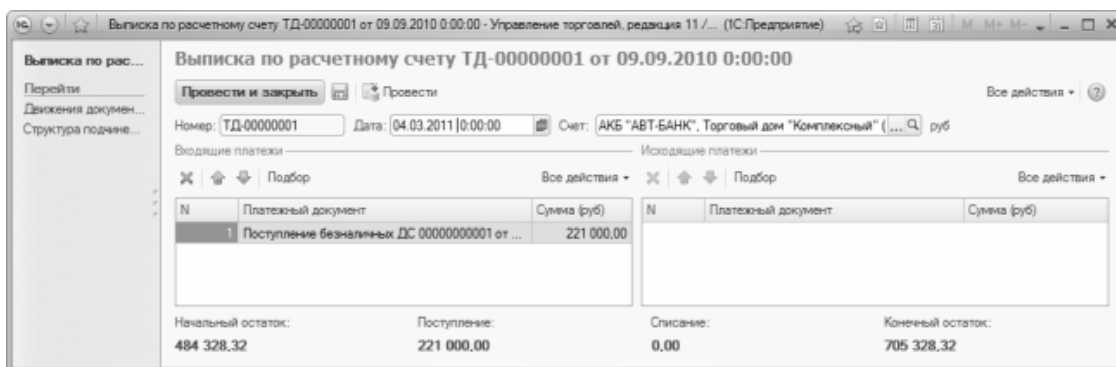 Выписка по расчетному счету ТД-00000001 от 09.09.2010 0:00:00 - Управление торговлей, редакция 11 /... (1С:Предприятие) M M+ M-
Выписка по рас...
Перейти
Движения докумен...
Структура подчине...
Выписка по расчетному счету ТД-00000001 от 09.09.2010 0:00:00
Провести и закрыть Провести Все действия
Номер: ТД-00000001 Дата: 04.03.2011 0:00:00 Счет: АКБ "АВТ-БАНК", Торговый дом "Комплексный" ( ... руб
Входящие платежи Исходящие платежи
Подбор Все действия Подбор Все действия
N Платежный документ Сумма (руб) N Платежный документ Сумма (руб)
1 Поступление безналичных ДС 00000000001 от ... 221 000,00
Начальный остаток: Поступление: Списание: Конечный остаток:
484 328,32 221 000,00 0,00 705 328,32